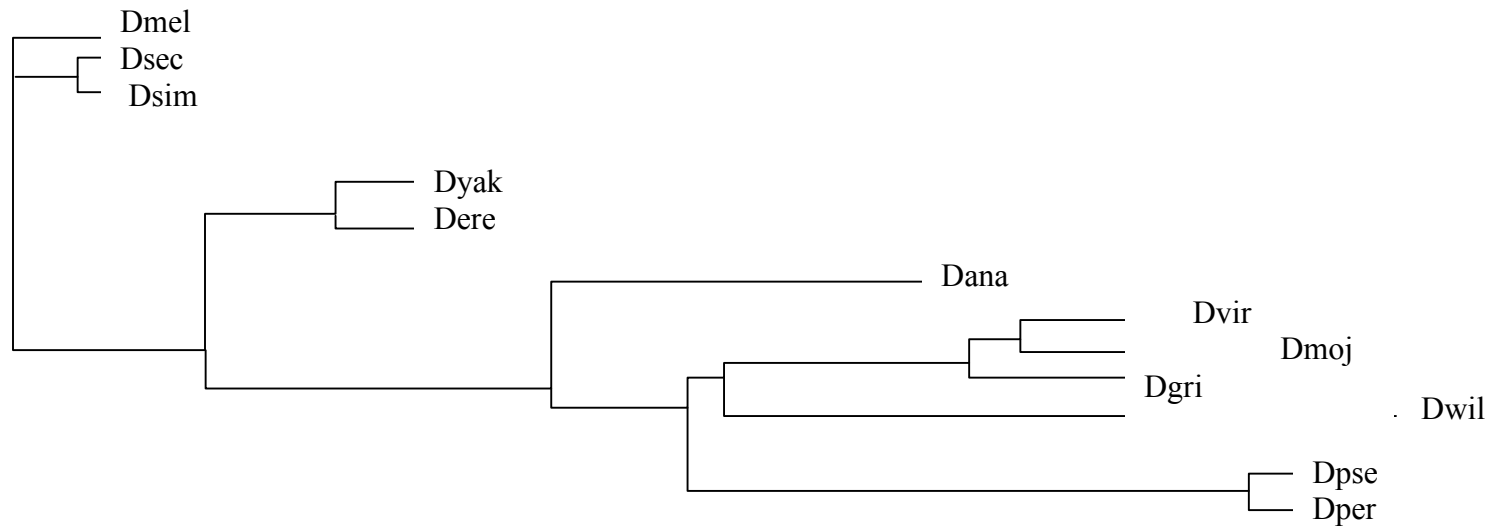 Dmel
Dsec
Dsim
Dyak
Dere
Dana
Dvir
Dmoj
Dgri
Dwil
Dpse
Dper